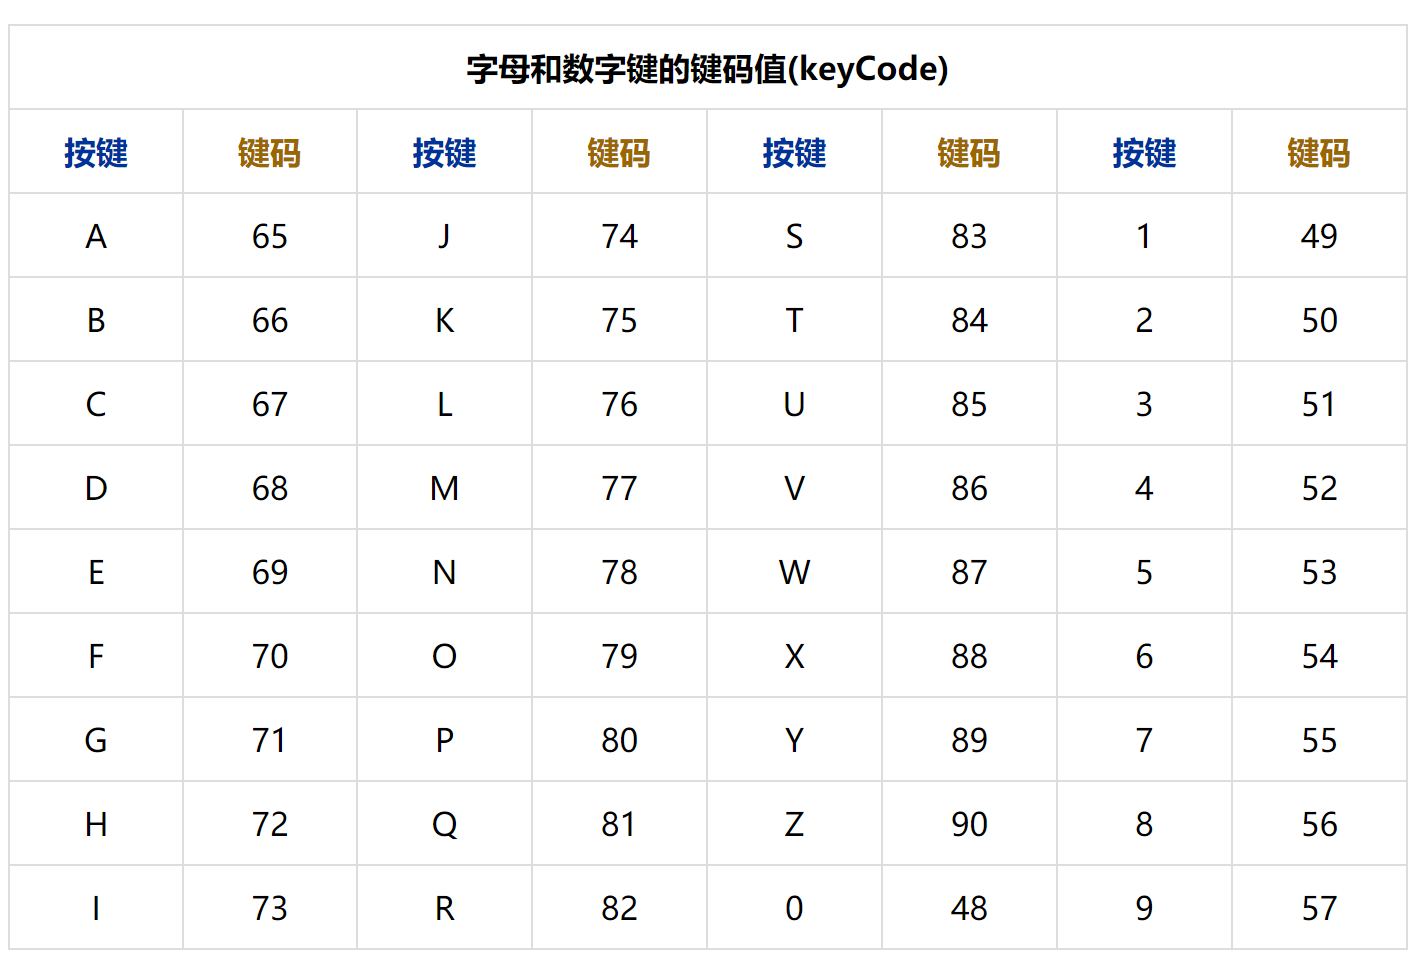 字母和数字键的键码值(keyCode)
按键 键码 按键 键码 按键 键码 按键 键码
A 65 J 74 S 83 1 49
B 66 K 75 T 84 2 50
C 67 L 76 U 85 3 51
D 68 M 77 V 86 4 52
E 69 N 78 W 87 5 53
F 70 O 79 X 88 6 54
G 71 P 80 Y 89 7 55
H 72 Q 81 Z 90 8 56
I 73 R 82 0 48 9 57